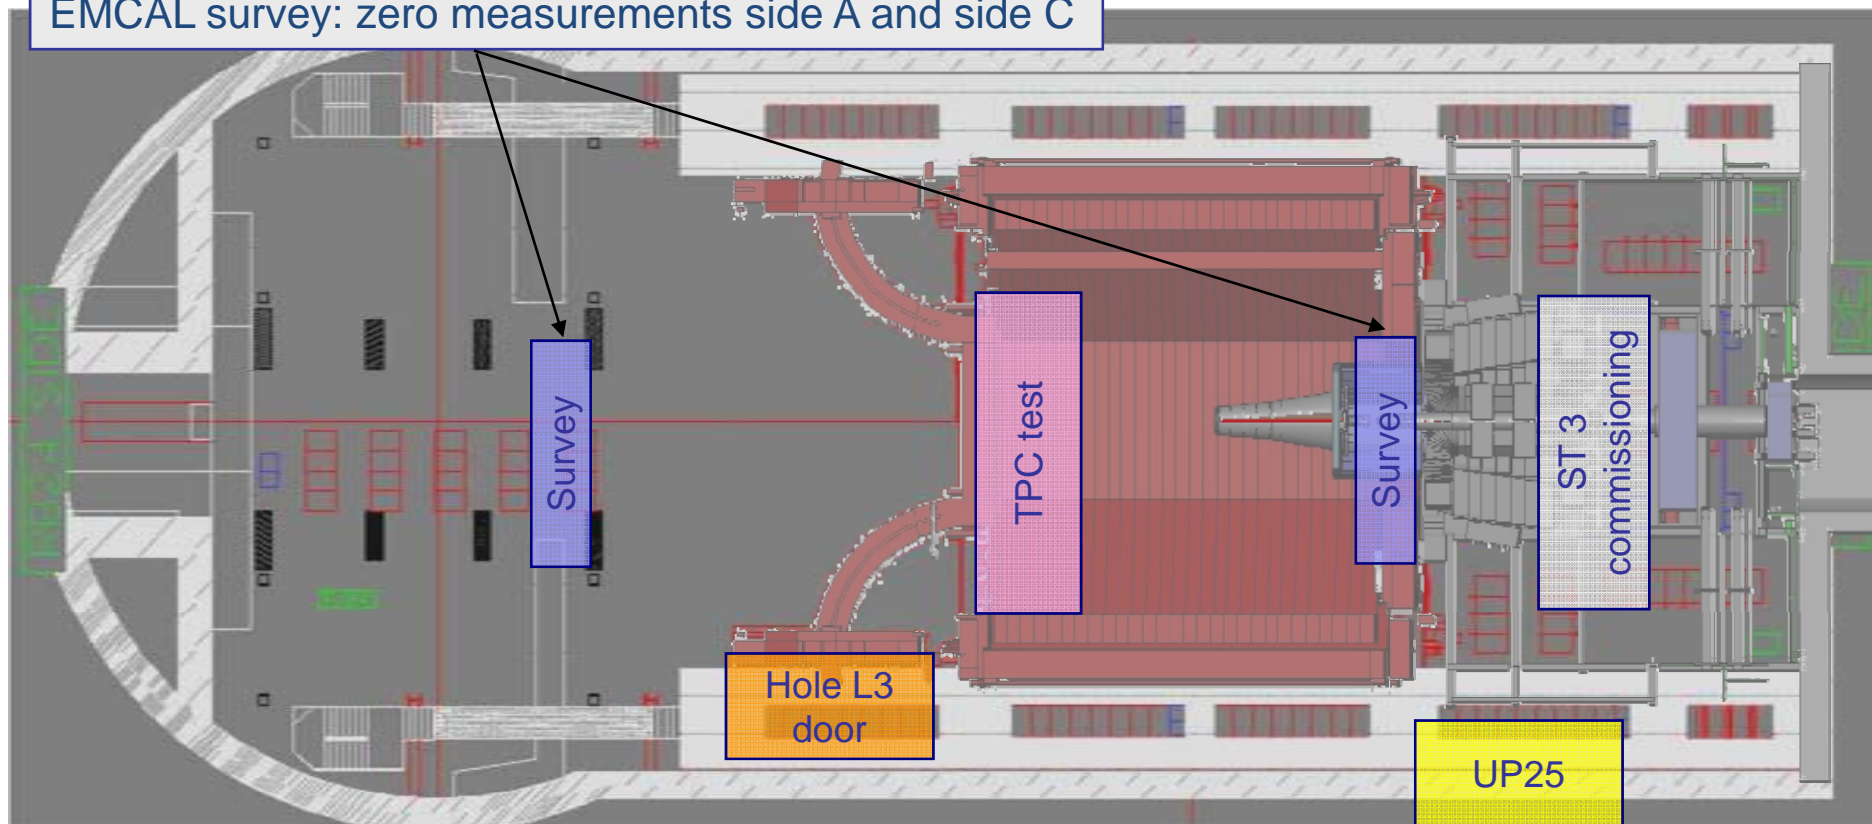 EMCAL survey: zero measurements side A and side C
Survey
TPC test
Survey
ST 3
commissioning
Hole L3
door
UP25